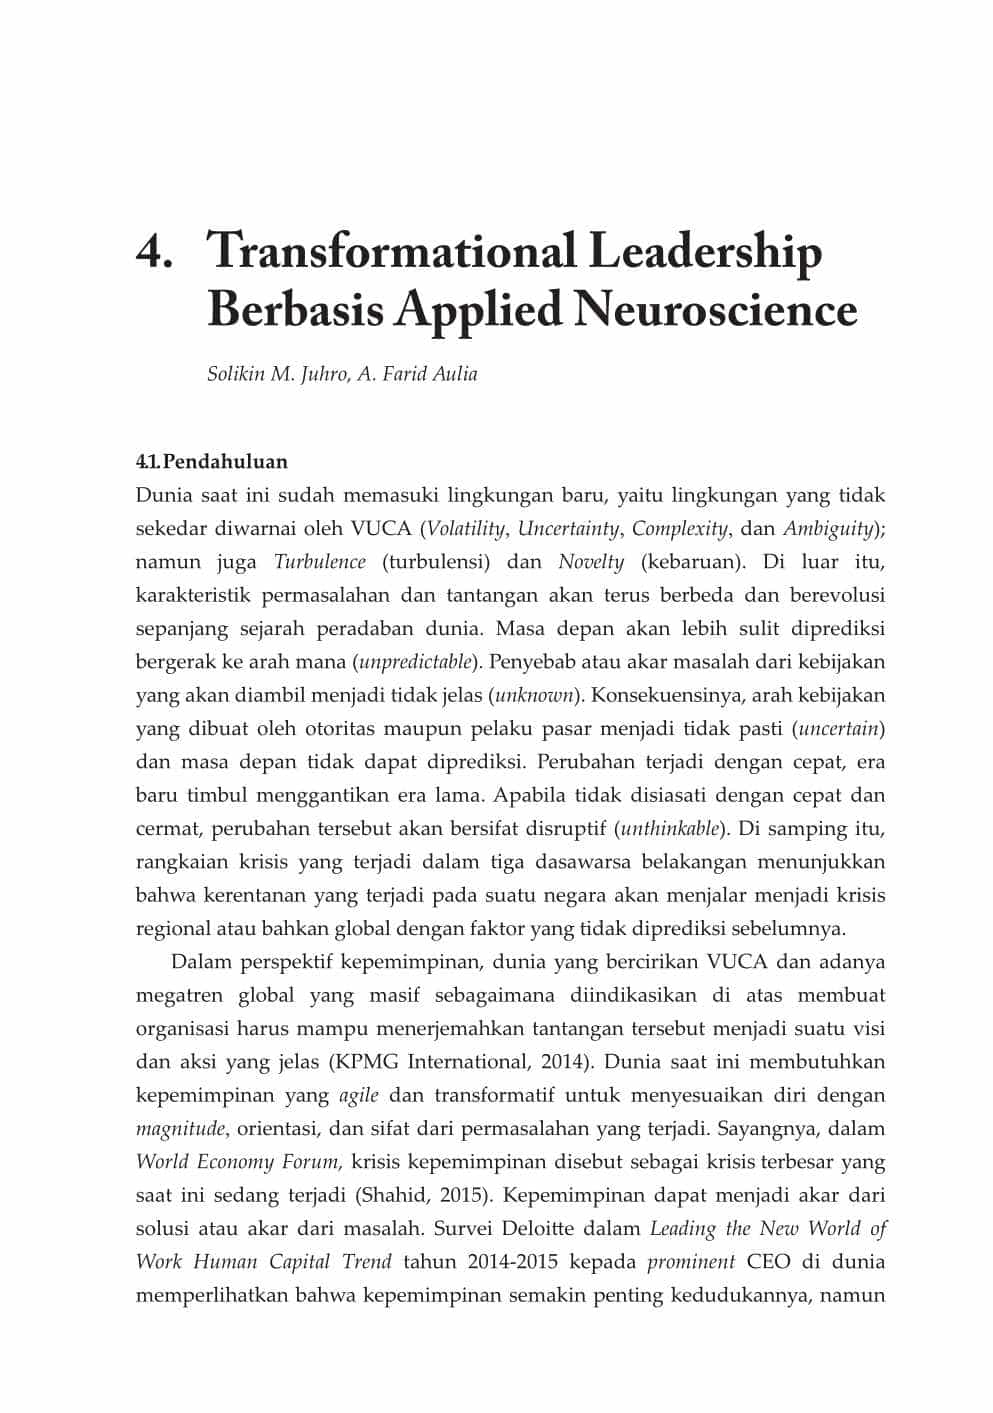 4. Transformational Leadership
Berbasis Applied Neuroscience
Solikin M. Juhro, A. Farid Aulia
4.1. Pendahuluan
Dunia saat ini sudah memasuki lingkungan baru, yaitu lingkungan yang tidak
sekedar diwarnai oleh VUCA (Volatility, Uncertainty, Complexity, dan Ambiguity);
namun juga Turbulence (turbulensi) dan Novelty (kebaruan). Di luar itu,
karakteristik permasalahan dan tantangan akan terus berbeda dan berevolusi
sepanjang sejarah peradaban dunia. Masa depan akan lebih sulit diprediksi
bergerak ke arah mana (unpredictable). Penyebab atau akar masalah dari kebijakan
yang akan diambil menjadi tidak jelas (unknown). Konsekuensinya, arah kebijakan
yang dibuat oleh otoritas maupun pelaku pasar menjadi tidak pasti (uncertain)
dan masa depan tidak dapat diprediksi. Perubahan terjadi dengan cepat, era
baru timbul menggantikan era lama. Apabila tidak disiasati dengan cepat dan
cermat, perubahan tersebut akan bersifat disruptif (unthinkable). Di samping itu,
rangkaian krisis yang terjadi dalam tiga dasawarsa belakangan menunjukkan
bahwa kerentanan yang terjadi pada suatu negara akan menjalar menjadi krisis
regional atau bahkan global dengan faktor yang tidak diprediksi sebelumnya.
Dalam perspektif kepemimpinan, dunia yang bercirikan VUCA dan adanya
megatren global yang masif sebagaimana diindikasikan di atas membuat
organisasi harus mampu menerjemahkan tantangan tersebut menjadi suatu visi
dan aksi yang jelas (KPMG International, 2014). Dunia saat ini membutuhkan
kepemimpinan yang agile dan transformatif untuk menyesuaikan diri dengan
magnitude, orientasi, dan sifat dari permasalahan yang terjadi. Sayangnya, dalam
World Economy Forum, krisis kepemimpinan disebut sebagai krisis terbesar yang
saat ini sedang terjadi (Shahid, 2015). Kepemimpinan dapat menjadi akar dari
solusi atau akar dari masalah. Survei Deloitte dalam Leading the New World of
Work Human Capital Trend tahun 2014-2015 kepada prominent CEO di dunia
memperlihatkan bahwa kepemimpinan semakin penting kedudukannya, namun